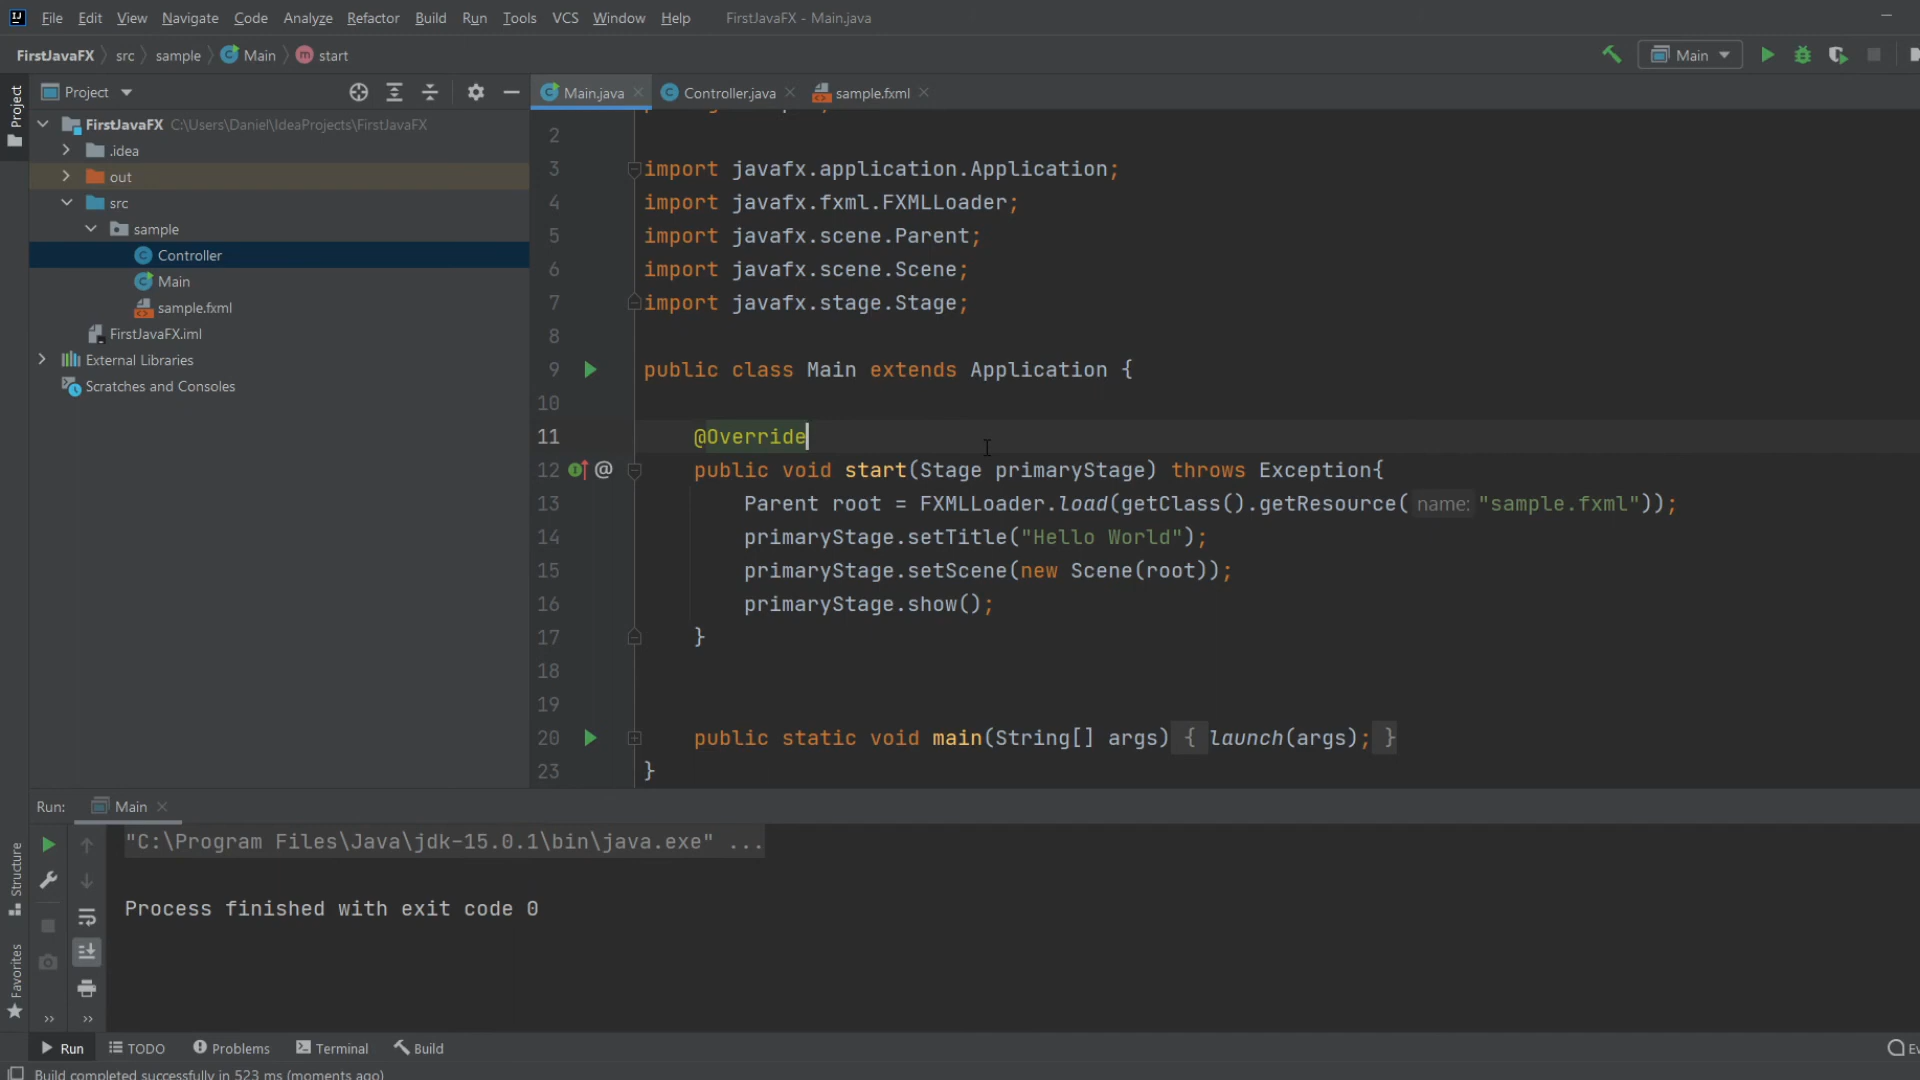 File Edit View Navigate Code Analyze Refactor Build Run Tools VCS Window Help FirstJavaFX - Main.java
FirstJavaFX src sample Main start Main
Project Main.java Controller.java sample.fxml
Project
FirstJavaFX C:\Users\Daniel\IdeaProjects\FirstJavaFX
.idea
out
src
sample
Controller
Main
sample.fxml
FirstJavaFX.iml
External Libraries
Scratches and Consoles
2
3 import javafx.application.Application;
4 import javafx.fxml.FXMLLoader;
5 import javafx.scene.Parent;
6 import javafx.scene.Scene;
7 import javafx.stage.Stage;
8
9 public class Main extends Application {
10
11 @Override
12 @ public void start(Stage primaryStage) throws Exception{
13 Parent root = FXMLLoader.load(getClass().getResource( name: "sample.fxml"));
14 primaryStage.setTitle("Hello World");
15 primaryStage.setScene(new Scene(root));
16 primaryStage.show();
17 }
18
19
20 public static void main(String[] args) { launch(args); }
23 }
Run: Main
"C:\Program Files\Java\jdk-15.0.1\bin\java.exe" ...
Process finished with exit code 0
Structure
Favorites
Run TODO Problems Terminal Build Ev
Build completed successfully in 523 ms (moments ago)